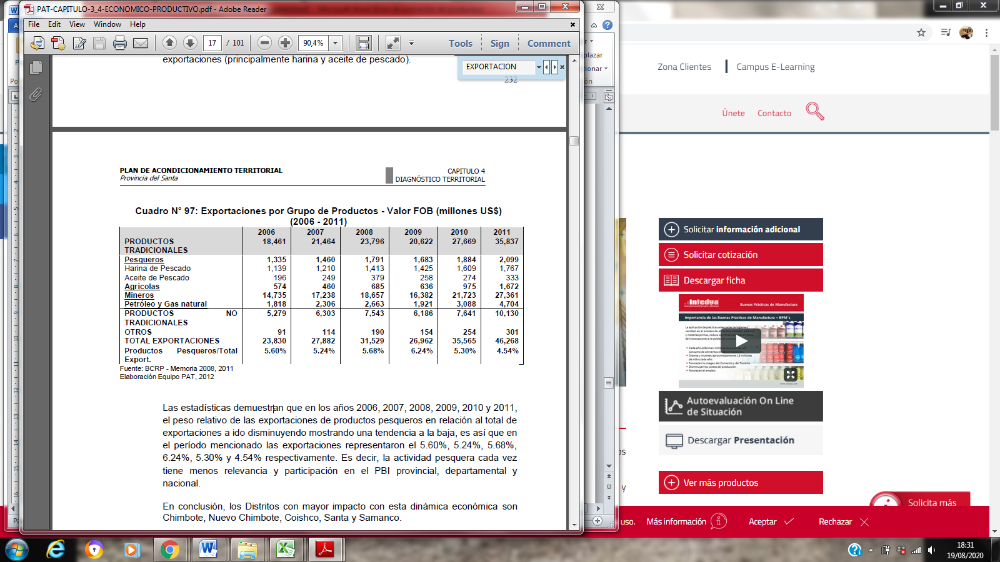 PAT-CAPITULO-3_4-ECONOMICO-PRODUCTIVO.pdf - Adobe Reader
File Edit View Window Help
17 / 101 90,4% Tools Sign Comment
exportaciones (principalmente harina y aceite de pescado).
EXPORTACION
232
PLAN DE ACONDICIONAMIENTO TERRITORIAL
Provincia del Santa
CAPITULO 4
DIAGNÓSTICO TERRITORIAL
Cuadro N° 97: Exportaciones por Grupo de Productos - Valor FOB (millones US$)
(2006 - 2011)
2006 2007 2008 2009 2010 2011
PRODUCTOS TRADICIONALES 18,461 21,464 23,796 20,622 27,669 35,837
Pesqueros 1,335 1,460 1,791 1,683 1,884 2,099
Harina de Pescado 1,139 1,210 1,413 1,425 1,609 1,767
Aceite de Pescado 196 249 379 258 274 333
Agrícolas 574 460 685 636 975 1,672
Mineros 14,735 17,238 18,657 16,382 21,723 27,361
Petróleo y Gas natural 1,818 2,306 2,663 1,921 3,088 4,704
PRODUCTOS NO TRADICIONALES 5,279 6,303 7,543 6,186 7,641 10,130
OTROS 91 114 190 154 254 301
TOTAL EXPORTACIONES 23,830 27,882 31,529 26,962 35,565 46,268
Productos Pesqueros/Total Export. 5.60% 5.24% 5.68% 6.24% 5.30% 4.54%
Fuente: BCRP - Memoria 2008, 2011
Elaboración Equipo PAT, 2012
Las estadísticas demuestran que en los años 2006, 2007, 2008, 2009, 2010 y 2011,
el peso relativo de las exportaciones de productos pesqueros en relación al total de
exportaciones a ido disminuyendo mostrando una tendencia a la baja, es así que en
el período mencionado las exportaciones representaron el 5.60%, 5.24%, 5.68%,
6.24%, 5.30% y 4.54% respectivamente. Es decir, la actividad pesquera cada vez
tiene menos relevancia y participación en el PBI provincial, departamental y
nacional.
En conclusión, los Distritos con mayor impacto con esta dinámica económica son
Chimbote, Nuevo Chimbote, Coishco, Santa y Samanco.
Zona Clientes Campus E-Learning
Únete Contacto
Solicitar información adicional
Solicitar cotización
Descargar ficha
Intedya
Buenas Prácticas de Manufactura
Importancia de las Buenas Prácticas de Manufactura – BPM´s
Autoevaluación On Line
de Situación
Descargar Presentación
Ver más productos
Solicita más
uso. Más información Aceptar Rechazar
18:31
19/08/2020